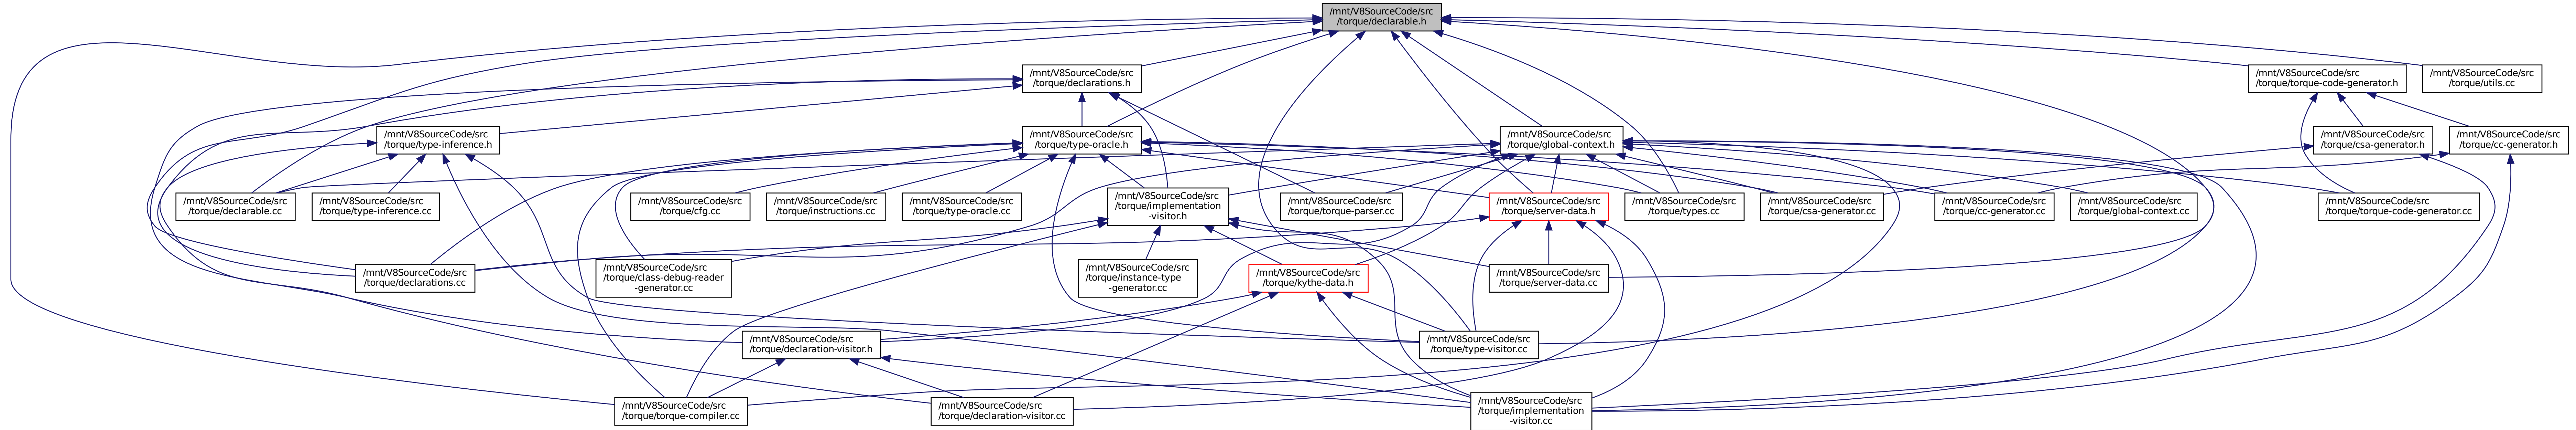 /mnt/V8SourceCode/src
/torque/declarable.h
/mnt/V8SourceCode/src
/torque/declarations.h
/mnt/V8SourceCode/src
/torque/torque-code-generator.h
/mnt/V8SourceCode/src
/torque/utils.cc
/mnt/V8SourceCode/src
/torque/type-inference.h
/mnt/V8SourceCode/src
/torque/type-oracle.h
/mnt/V8SourceCode/src
/torque/global-context.h
/mnt/V8SourceCode/src
/torque/csa-generator.h
/mnt/V8SourceCode/src
/torque/cc-generator.h
/mnt/V8SourceCode/src
/torque/declarable.cc
/mnt/V8SourceCode/src
/torque/type-inference.cc
/mnt/V8SourceCode/src
/torque/cfg.cc
/mnt/V8SourceCode/src
/torque/instructions.cc
/mnt/V8SourceCode/src
/torque/type-oracle.cc
/mnt/V8SourceCode/src
/torque/implementation
-visitor.h
/mnt/V8SourceCode/src
/torque/torque-parser.cc
/mnt/V8SourceCode/src
/torque/server-data.h
/mnt/V8SourceCode/src
/torque/types.cc
/mnt/V8SourceCode/src
/torque/csa-generator.cc
/mnt/V8SourceCode/src
/torque/cc-generator.cc
/mnt/V8SourceCode/src
/torque/global-context.cc
/mnt/V8SourceCode/src
/torque/torque-code-generator.cc
/mnt/V8SourceCode/src
/torque/declarations.cc
/mnt/V8SourceCode/src
/torque/class-debug-reader
-generator.cc
/mnt/V8SourceCode/src
/torque/instance-type
-generator.cc
/mnt/V8SourceCode/src
/torque/kythe-data.h
/mnt/V8SourceCode/src
/torque/server-data.cc
/mnt/V8SourceCode/src
/torque/declaration-visitor.h
/mnt/V8SourceCode/src
/torque/type-visitor.cc
/mnt/V8SourceCode/src
/torque/torque-compiler.cc
/mnt/V8SourceCode/src
/torque/declaration-visitor.cc
/mnt/V8SourceCode/src
/torque/implementation
-visitor.cc